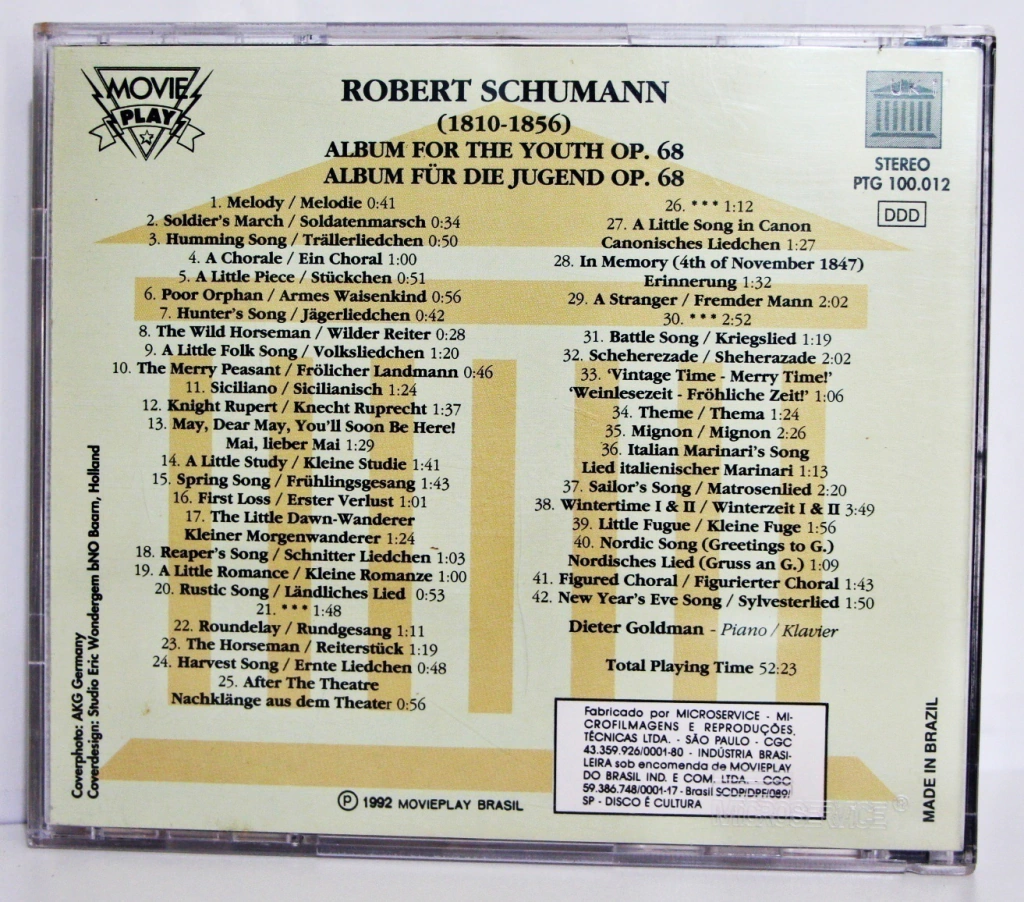 MOVIE
PLAY
ROBERT SCHUMANN
(1810-1856)
ALBUM FOR THE YOUTH OP. 68
ALBUM FÜR DIE JUGEND OP. 68
STEREO
PTG 100.012
DDD
1. Melody / Melodie 0:41
2. Soldier's March / Soldatenmarsch 0:34
3. Humming Song / Trällerliedchen 0:50
4. A Chorale / Ein Choral 1:00
5. A Little Piece / Stückchen 0:51
6. Poor Orphan / Armes Waisenkind 0:56
7. Hunter's Song / Jägerliedchen 0:42
8. The Wild Horseman / Wilder Reiter 0:28
9. A Little Folk Song / Volksliedchen 1:20
10. The Merry Peasant / Frölicher Landmann 0:46
11. Siciliano / Sicilianisch 1:24
12. Knight Rupert / Knecht Ruprecht 1:37
13. May, Dear May, You'll Soon Be Here!
Mai, lieber Mai 1:29
14. A Little Study / Kleine Studie 1:41
15. Spring Song / Frühlingsgesang 1:43
16. First Loss / Erster Verlust 1:01
17. The Little Dawn-Wanderer
Kleiner Morgenwanderer 1:24
18. Reaper's Song / Schnitter Liedchen 1:03
19. A Little Romance / Kleine Romanze 1:00
20. Rustic Song / Ländliches Lied 0:53
21. * * * 1:48
22. Roundelay / Rundgesang 1:11
23. The Horseman / Reiterstück 1:19
24. Harvest Song / Ernte Liedchen 0:48
25. After The Theatre
Nachklänge aus dem Theater 0:56
26. * * * 1:12
27. A Little Song in Canon
Canonisches Liedchen 1:27
28. In Memory (4th of November 1847)
Erinnerung 1:32
29. A Stranger / Fremder Mann 2:02
30. * * * 2:52
31. Battle Song / Kriegslied 1:19
32. Scheherezade / Sheherazade 2:02
33. 'Vintage Time - Merry Time!'
'Weinlesezeit - Fröhliche Zeit!' 1:06
34. Theme / Thema 1:24
35. Mignon / Mignon 2:26
36. Italian Marinari's Song
Lied italienischer Marinari 1:13
37. Sailor's Song / Matrosenlied 2:20
38. Wintertime I & II / Winterzeit I & II 3:49
39. Little Fugue / Kleine Fuge 1:56
40. Nordic Song (Greetings to G.)
Nordisches Lied (Gruss an G.) 1:09
41. Figured Choral / Figurierter Choral 1:43
42. New Year's Eve Song / Sylvesterlied 1:50
Dieter Goldman - Piano / Klavier
Total Playing Time 52:23
Coverphoto: AKG Germany
Coverdesign: Studio Eric Wondergem bNO Baarn, Holland
℗ 1992 MOVIEPLAY BRASIL
Fabricado por MICROSERVICE - MI-
CROFILMAGENS E REPRODUÇÕES,
TÉCNICAS LTDA. - SÃO PAULO - CGC
43.359.926/0001-80 - INDÚSTRIA BRASI-
LEIRA sob encomenda de MOVIEPLAY
DO BRASIL IND. E COM. LTDA. - CGC
59.386.748/0001-17 - Brasil SCDP/DPF/089/
SP - DISCO É CULTURA
MICROSERVICE ®
MADE IN BRAZIL